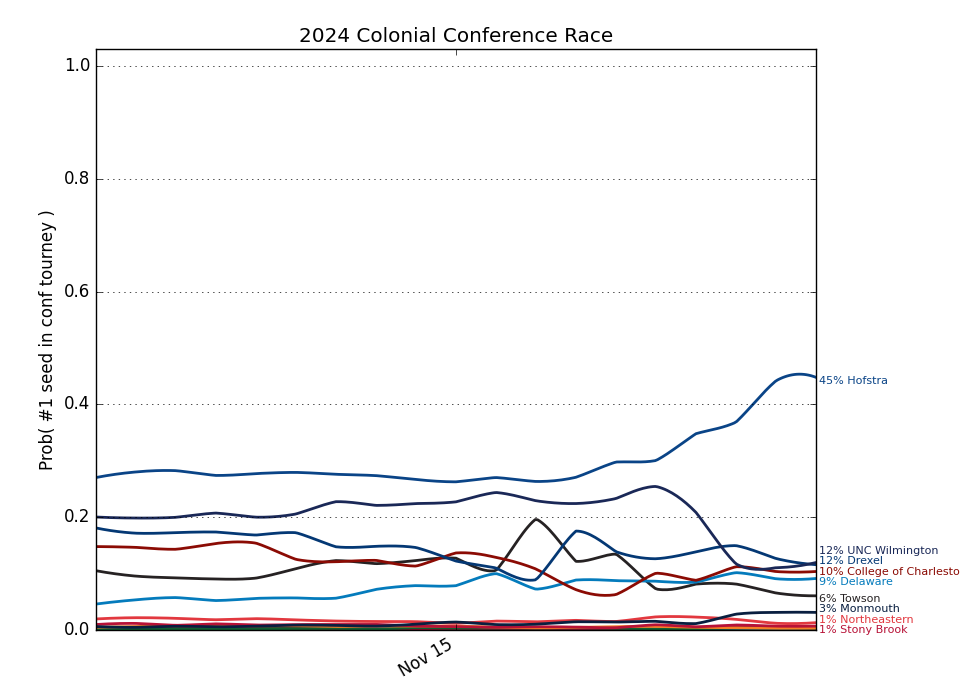 2024 Colonial Conference Race
Prob( #1 seed in conf tourney )
1.0
0.8
0.6
0.4
0.2
0.0
Nov 15
45% Hofstra
12% UNC Wilmington
12% Drexel
10% College of Charlesto
9% Delaware
6% Towson
3% Monmouth
1% Northeastern
1% Stony Brook